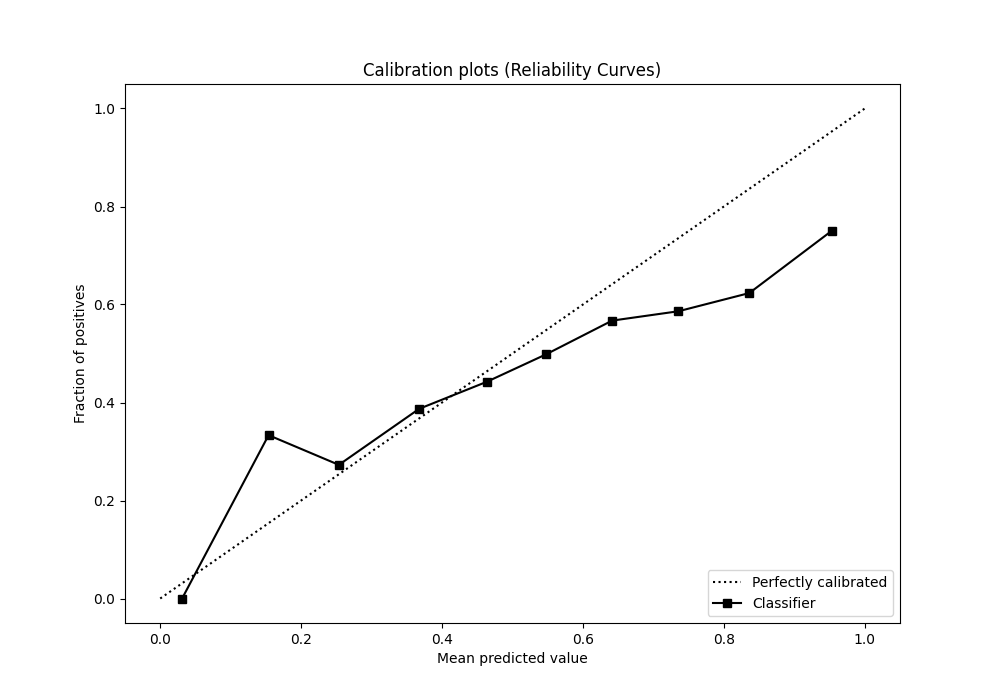 Calibration plots (Reliability Curves)
1.0
0.8
0.6
0.4
0.2
0.0
Fraction of positives
0.0 0.2 0.4 0.6 0.8 1.0
Mean predicted value
Perfectly calibrated
Classifier